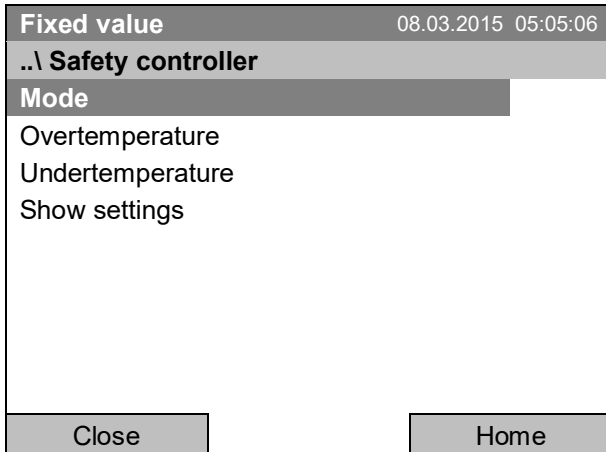 Fixed value 08.03.2015 05:05:06
..\ Safety controller
Mode
Overtemperature
Undertemperature
Show settings
Close Home